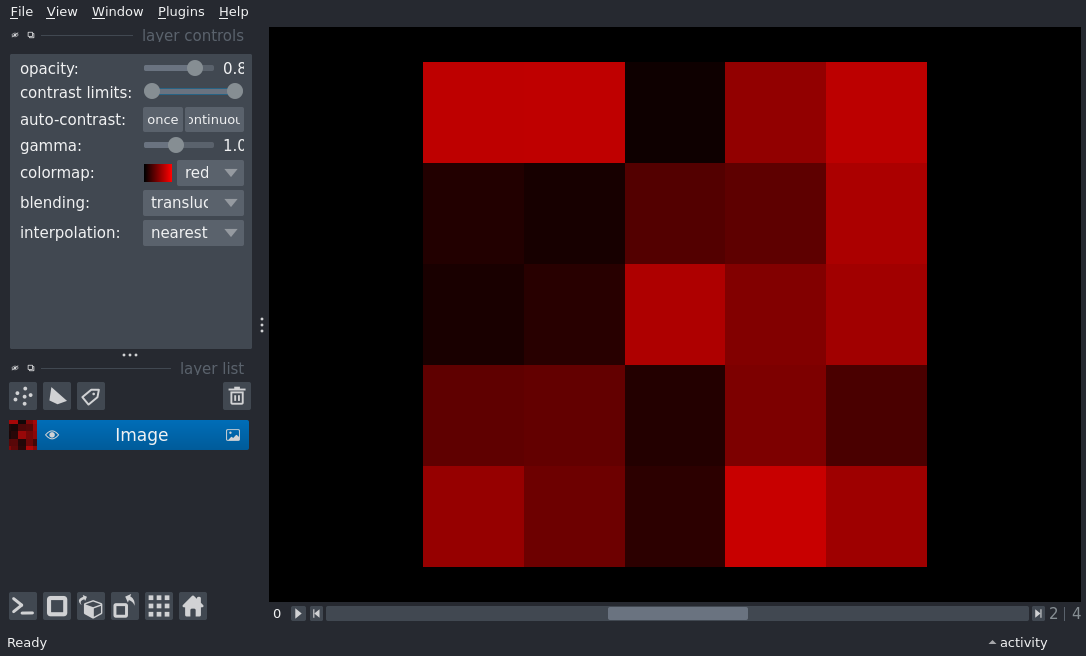 File View Window Plugins Help
layer controls
opacity: 0.8
contrast limits:
auto-contrast: once ontinuou
gamma: 1.0
colormap: red
blending: transluc
interpolation: nearest
layer list
Image
0 2 | 4
Ready activity